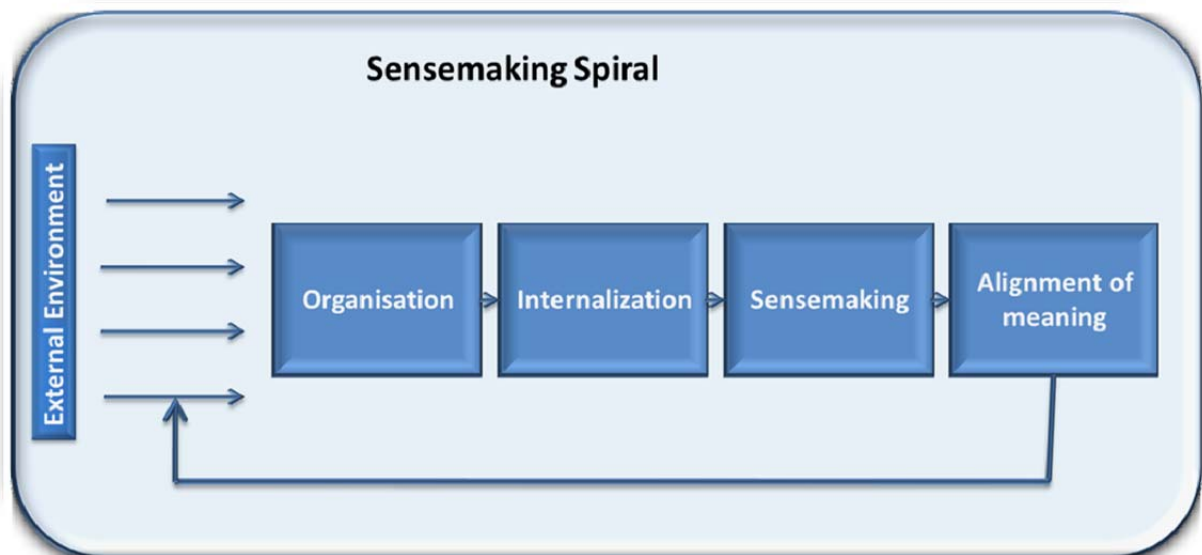 Sensemaking Spiral
External Environment
Organisation
Internalization
Sensemaking
Alignment of
meaning